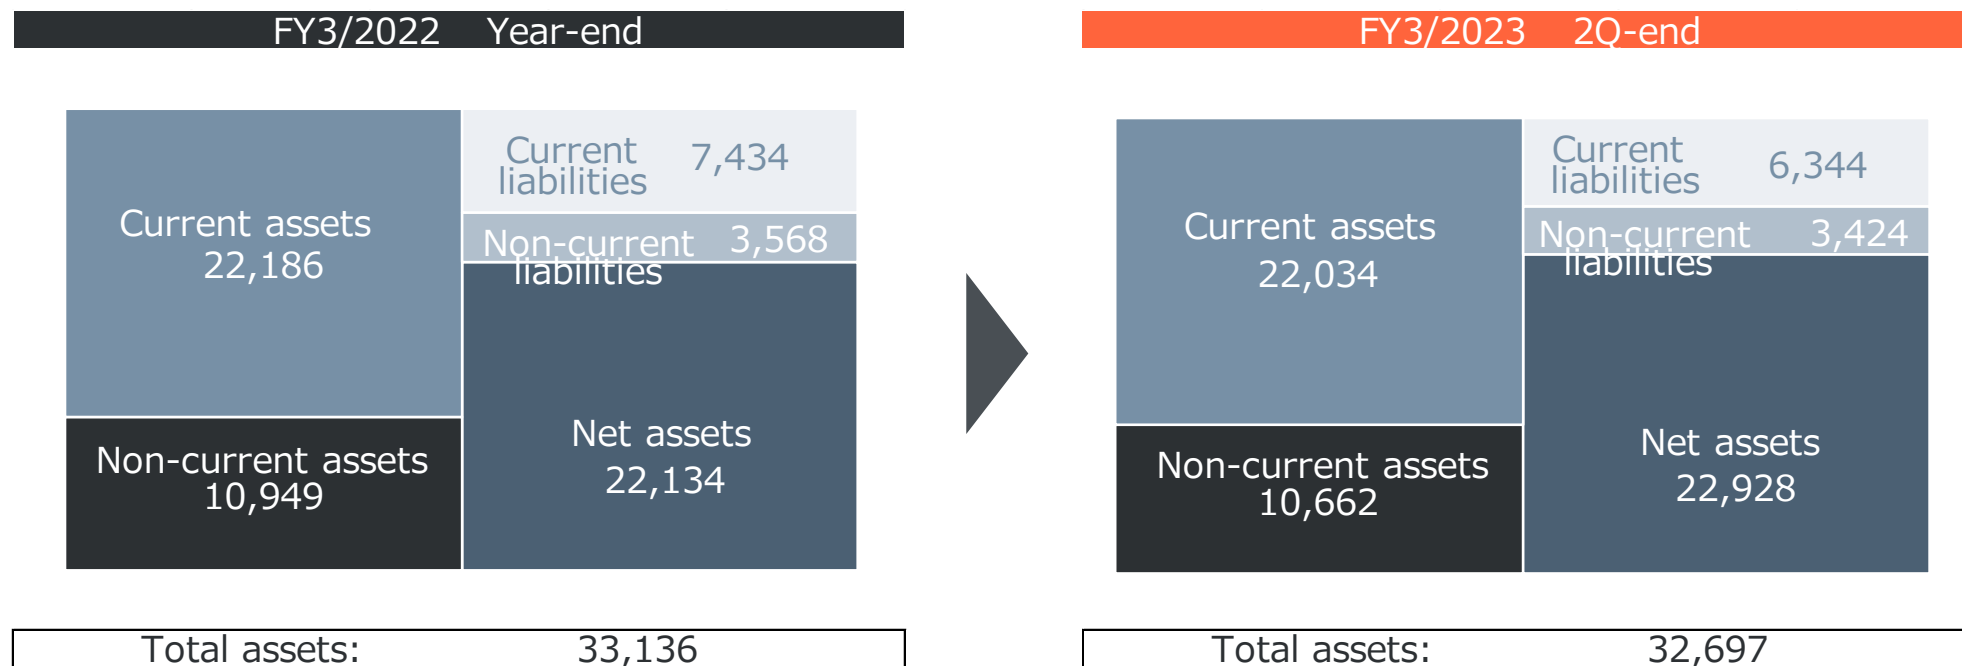 FY3/2022 Year-end
Current assets
22,186
Non-current assets
10,949
Current
liabilities
7,434
Non-current
liabilities
3,568
Net assets
22,134
Total assets: 33,136
FY3/2023 2Q-end
Current assets
22,034
Non-current assets
10,662
Current
liabilities
6,344
Non-current
liabilities
3,424
Net assets
22,928
Total assets: 32,697